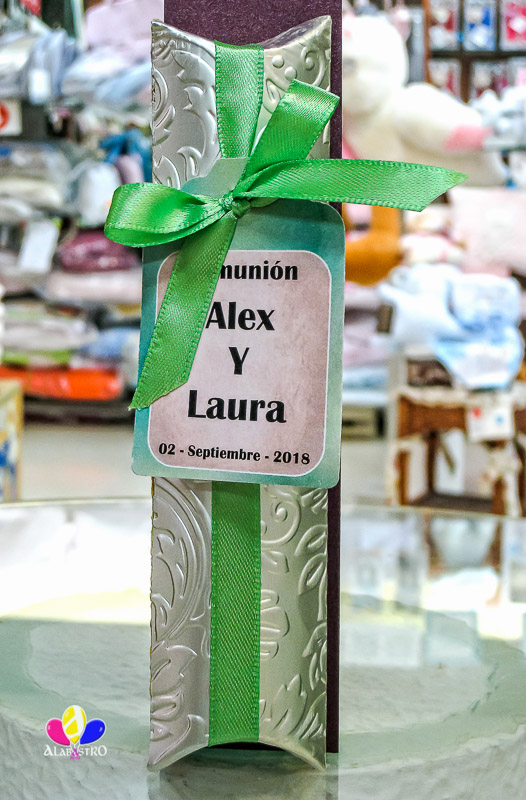 munión
Alex
Y
Laura
02 - Septiembre - 2018
ALABASTRO